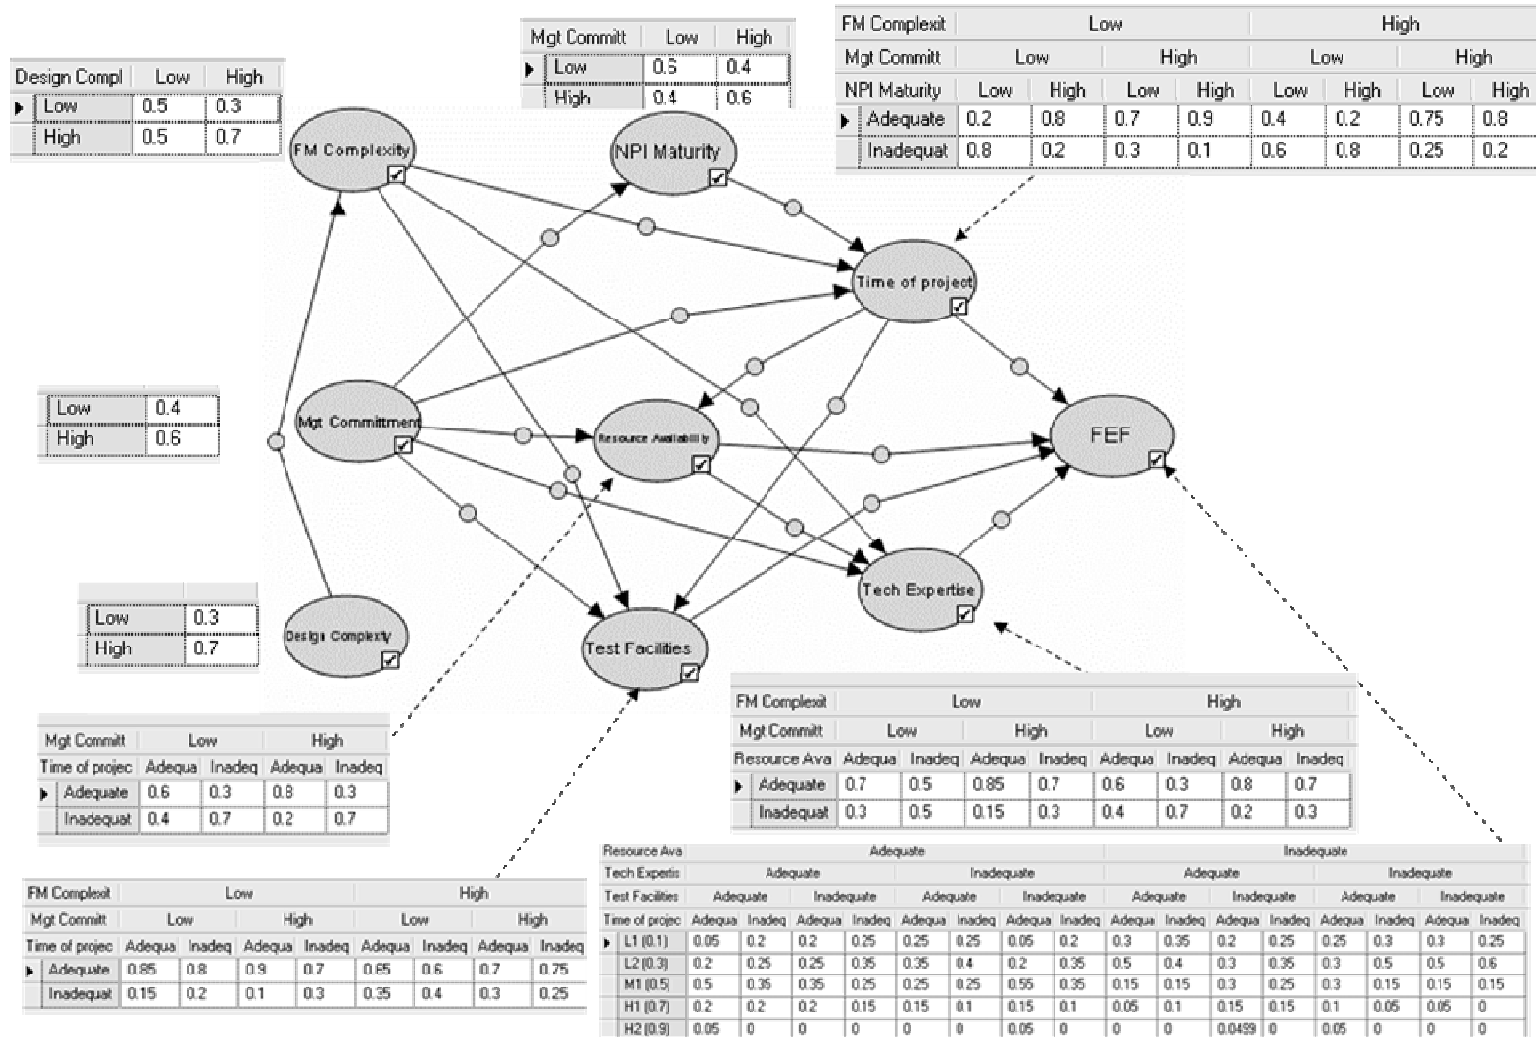 Design Compl Low High
Low 0.5 0.3
High 0.5 0.7
Mgt Committ Low High
Low 0.6 0.4
High 0.4 0.6
FM Complexit Low High
Mgt Committ Low High Low High
NPI Maturity Low High Low High Low High Low High
Adequate 0.2 0.8 0.7 0.9 0.4 0.2 0.75 0.8
Inadequat 0.8 0.2 0.3 0.1 0.6 0.8 0.25 0.2
FM Complexity
NPI Maturity
Time of project
Low 0.4
High 0.6
Mgt Committment
Resource Availability
FEF
Low 0.3
High 0.7
Design Complexty
Test Facilities
Tech Expertise
Mgt Committ Low High
Time of projec Adequa Inadeq Adequa Inadeq
Adequate 0.6 0.3 0.8 0.3
Inadequat 0.4 0.7 0.2 0.7
FM Complexit Low High
Mgt Committ Low High Low High
Resource Ava Adequa Inadeq Adequa Inadeq Adequa Inadeq Adequa Inadeq
Adequate 0.7 0.5 0.85 0.7 0.6 0.3 0.8 0.7
Inadequat 0.3 0.5 0.15 0.3 0.4 0.7 0.2 0.3
FM Complexit Low High
Mgt Committ Low High Low High
Time of projec Adequa Inadeq Adequa Inadeq Adequa Inadeq Adequa Inadeq
Adequate 0.85 0.8 0.9 0.7 0.65 0.6 0.7 0.75
Inadequat 0.15 0.2 0.1 0.3 0.35 0.4 0.3 0.25
Resource Ava Adequate Inadequate
Tech Expertis Adequate Inadequate Adequate Inadequate
Test Facilities Adequate Inadequate Adequate Inadequate Adequate Inadequate Adequate Inadequate
Time of projec Adequa Inadeq Adequa Inadeq Adequa Inadeq Adequa Inadeq Adequa Inadeq Adequa Inadeq Adequa Inadeq Adequa Inadeq
L1 (0.1) 0.05 0.2 0.2 0.25 0.25 0.25 0.05 0.2 0.3 0.35 0.2 0.25 0.25 0.3 0.3 0.25
L2 (0.3) 0.2 0.25 0.25 0.35 0.35 0.4 0.2 0.35 0.5 0.4 0.3 0.35 0.3 0.5 0.5 0.6
M1 (0.5) 0.5 0.35 0.35 0.25 0.25 0.25 0.55 0.35 0.15 0.15 0.3 0.25 0.3 0.15 0.15 0.15
H1 (0.7) 0.2 0.2 0.2 0.15 0.15 0.1 0.15 0.1 0.05 0.1 0.15 0.15 0.1 0.05 0.05 0
H2 (0.9) 0.05 0 0 0 0 0 0.05 0 0 0 0.0499 0 0.05 0 0 0